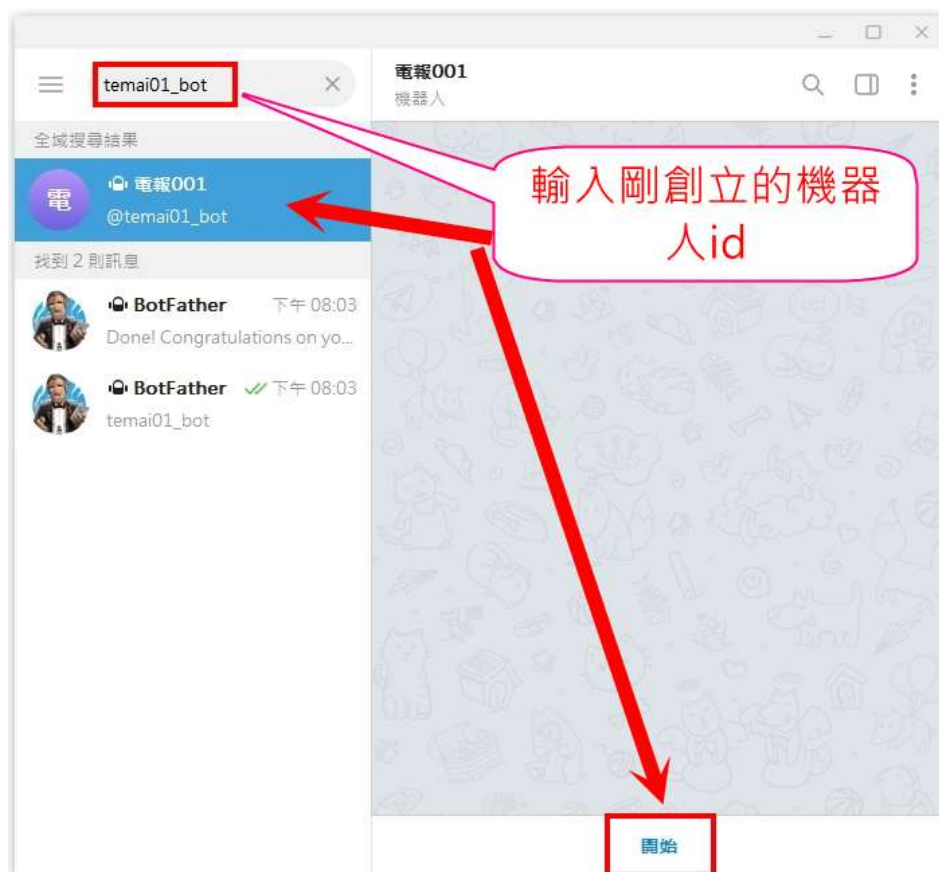 temai01_bot
電報001
機器人
全域搜尋結果
電
電報001
@temai01_bot
輸入剛創立的機器
人id
找到 2 則訊息
BotFather 下午 08:03
Done! Congratulations on yo...
BotFather 下午 08:03
temai01_bot
開始